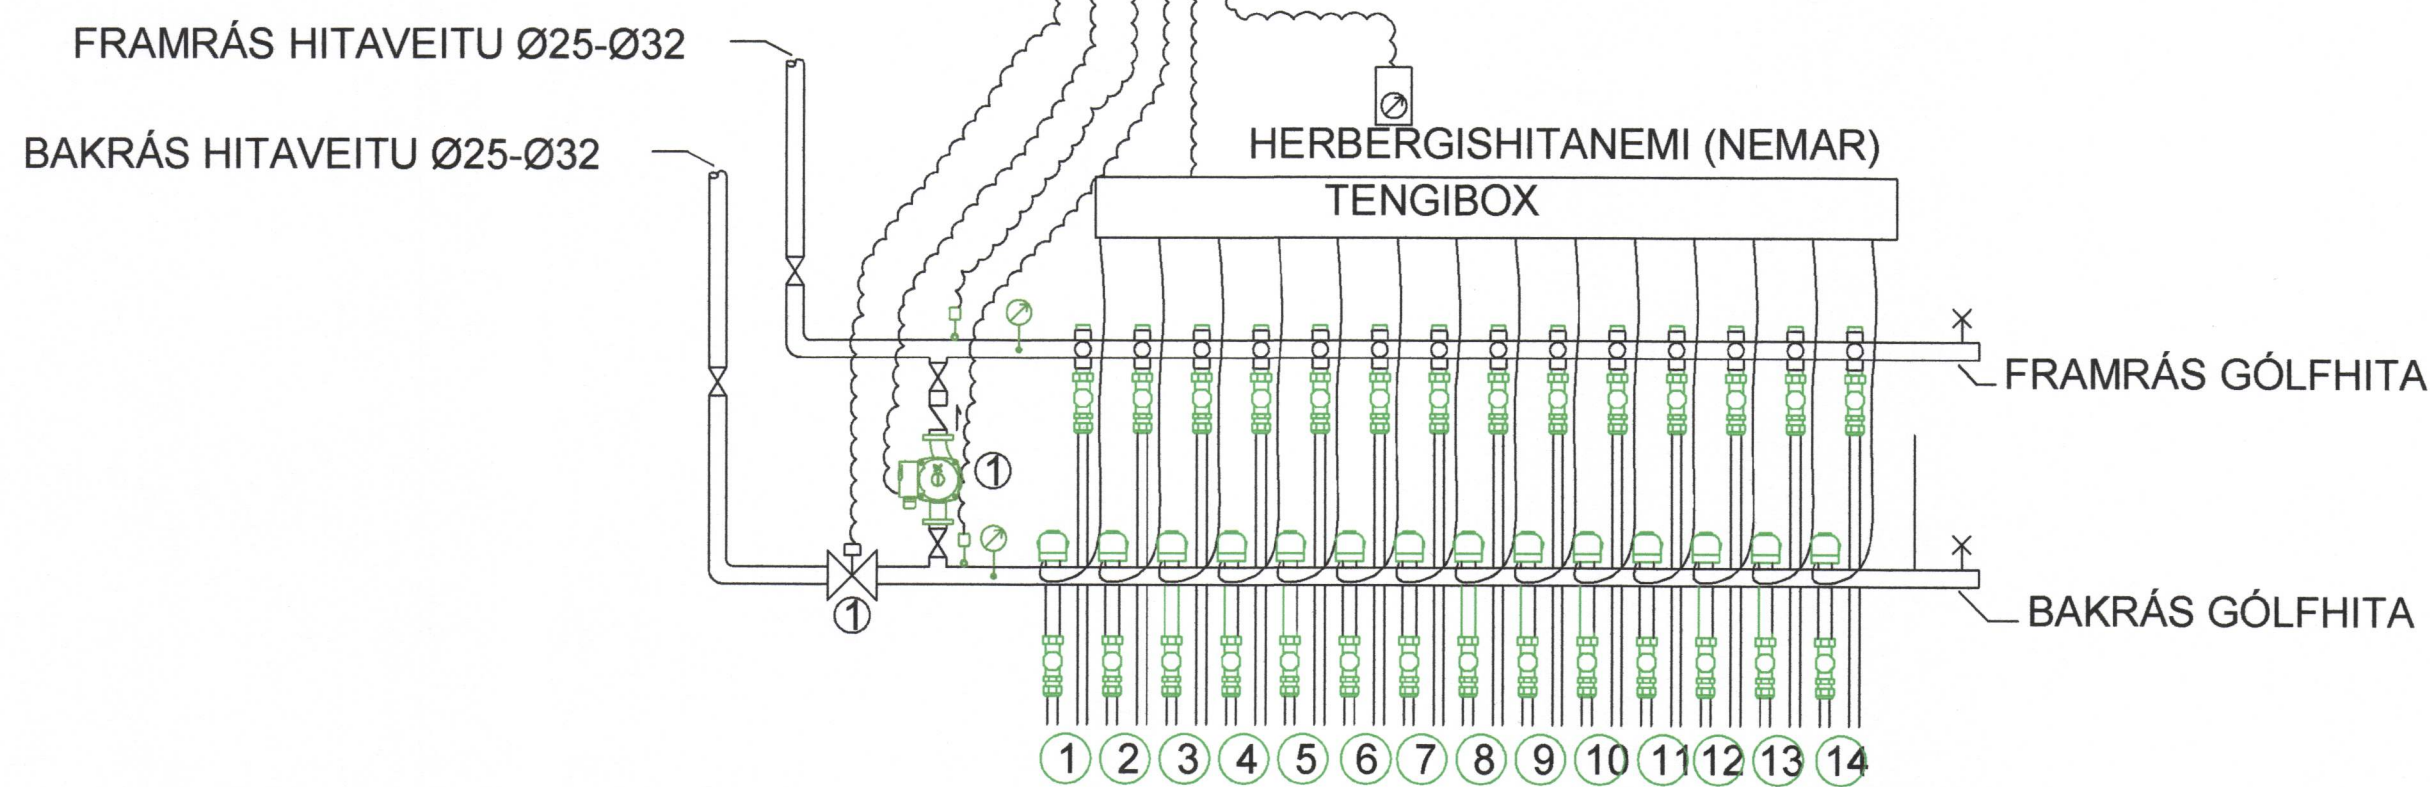 FRAMRÁS HITAVEITU Ø25-Ø32
BAKRÁS HITAVEITU Ø25-Ø32
HERBERGISHITANEMI (NEMAR)
TENGIBOX
FRAMRÁS GÓLFHITA
1
BAKRÁS GÓLFHITA
1
1 2 3 4 5 6 7 8 9 10 11 12 13 14